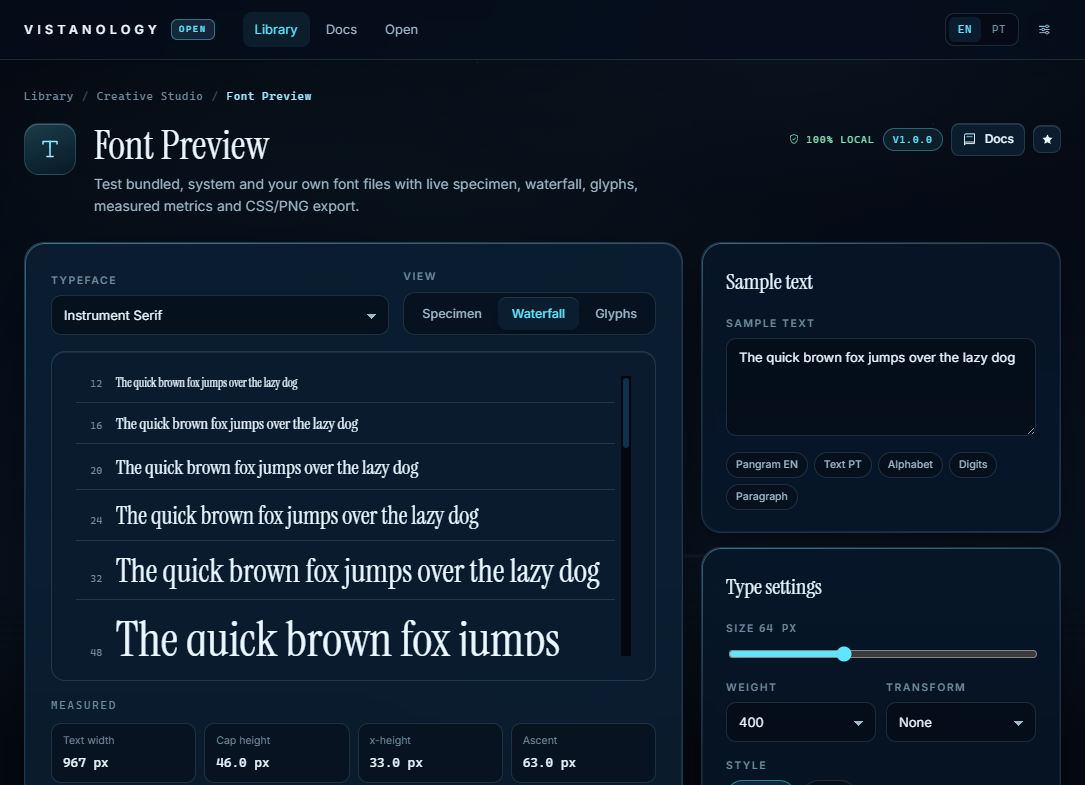 VISTANOLOGY OPEN Library Docs Open EN PT
Library / Creative Studio / Font Preview
T Font Preview
100% LOCAL V1.0.0 Docs
Test bundled, system and your own font files with live specimen, waterfall, glyphs,
measured metrics and CSS/PNG export.
TYPEFACE
Instrument Serif
VIEW
Specimen Waterfall Glyphs
12 The quick brown fox jumps over the lazy dog
16 The quick brown fox jumps over the lazy dog
20 The quick brown fox jumps over the lazy dog
24 The quick brown fox jumps over the lazy dog
32 The quick brown fox jumps over the lazy dog
48 The quick brown fox jumps
MEASURED
Text width
967 px
Cap height
46.0 px
x-height
33.0 px
Ascent
63.0 px
Sample text
SAMPLE TEXT
The quick brown fox jumps over the lazy dog
Pangram EN Text PT Alphabet Digits
Paragraph
Type settings
SIZE 64 PX
WEIGHT
400
TRANSFORM
None
STYLE